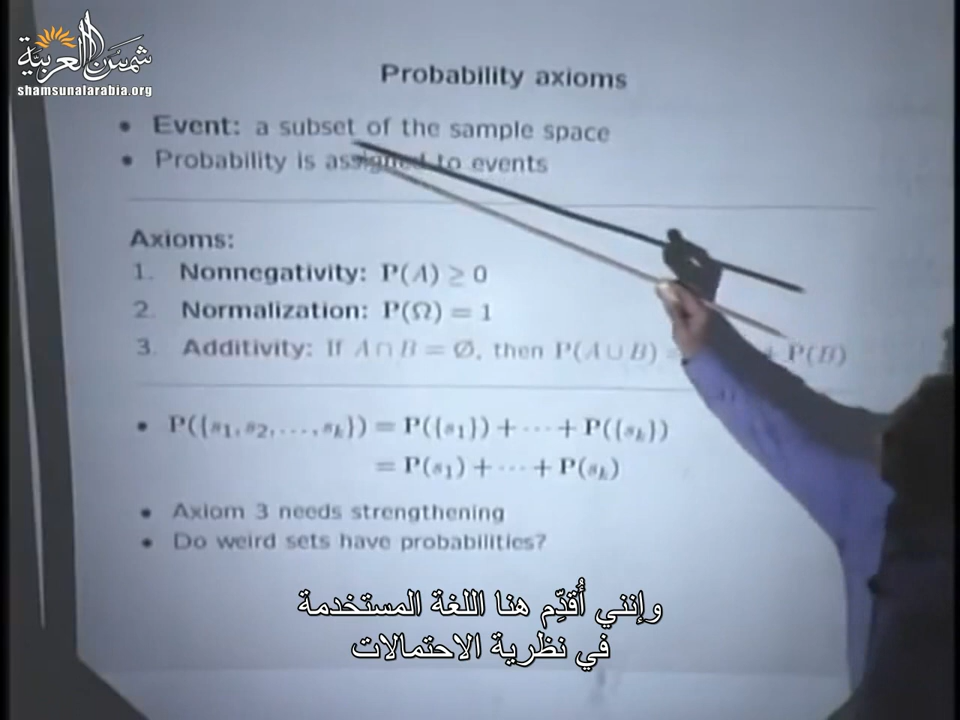 شمس العربية
shamsunalarabia.org
Probability axioms
• Event: a subset of the sample space
• Probability is assigned to events
Axioms:
1. Nonnegativity: P(A) ≥ 0
2. Normalization: P(Ω) = 1
3. Additivity: If A ∩ B = Ø, then P(A ∪ B) = + P(B)
• P({s₁, s₂, ..., sₖ}) = P({s₁}) + ··· + P({sₖ})
= P(s₁) + ··· + P(sₖ)
• Axiom 3 needs strengthening
• Do weird sets have probabilities?
وإنني أُقدِّم هنا اللغة المستخدمة
في نظرية الاحتمالات